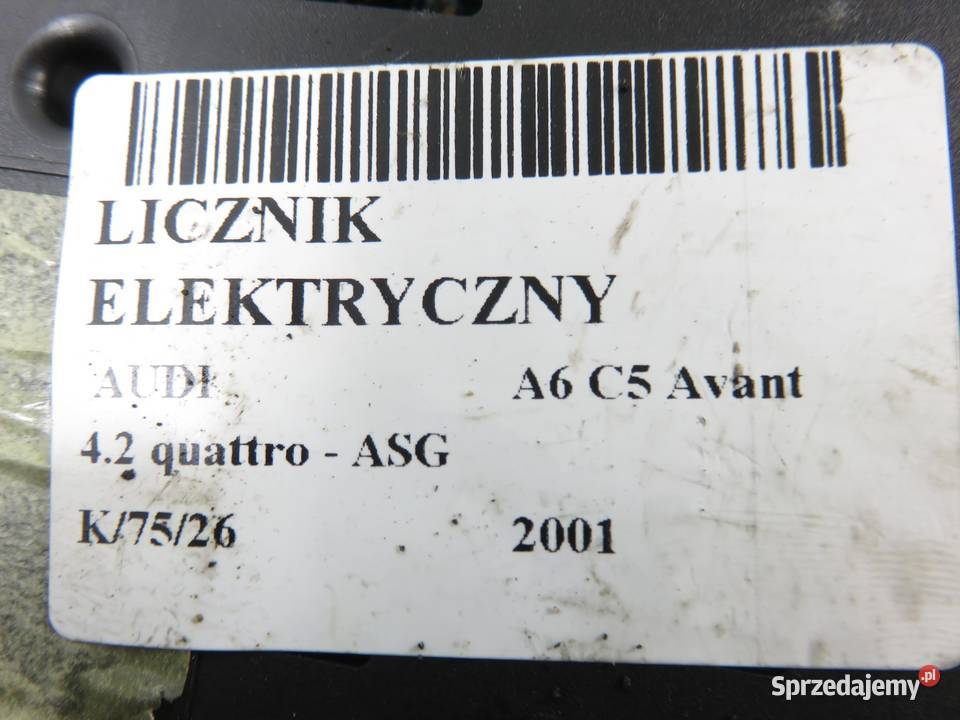 LICZNIK
ELEKTRYCZNY
AUDI A6 C5 Avant
4.2 quattro - ASG
K/75/26 2001
Sprzedajemy.pl